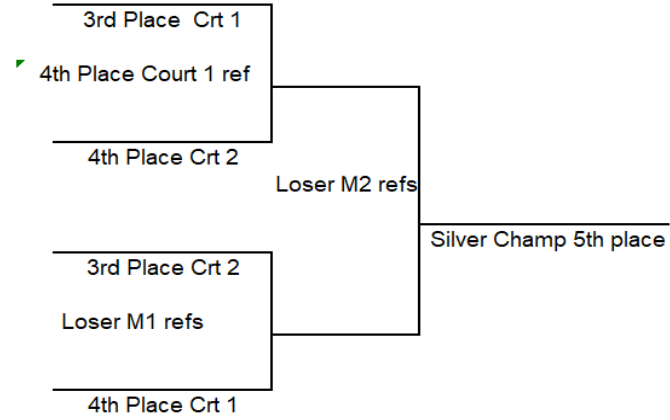 3rd Place  Crt 1
4th Place Court 1 ref
4th Place Crt 2
Loser M2 refs
Silver Champ 5th place
3rd Place Crt 2
Loser M1 refs
4th Place Crt 1